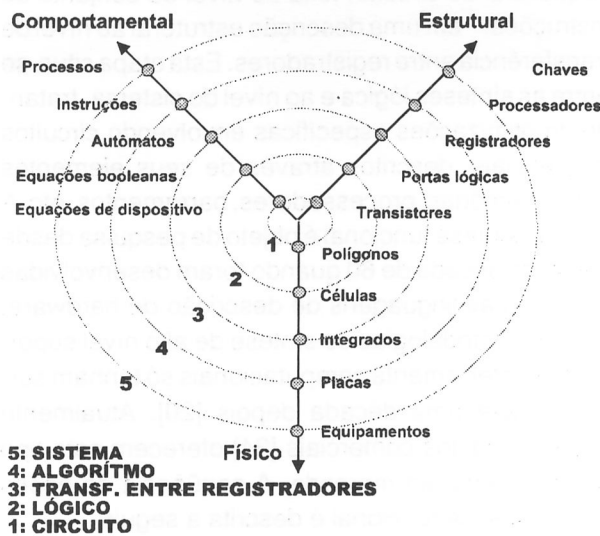 Comportamental
Estrutural
Processos
Chaves
Instruções
Processadores
Autômatos
Registradores
Equações booleanas
Portas lógicas
Equações de dispositivo
Transistores
1
Polígonos
2
Células
3
Integrados
4
Placas
5
Equipamentos
Físico
5: SISTEMA
4: ALGORÍTMO
3: TRANSF. ENTRE REGISTRADORES
2: LÓGICO
1: CIRCUITO